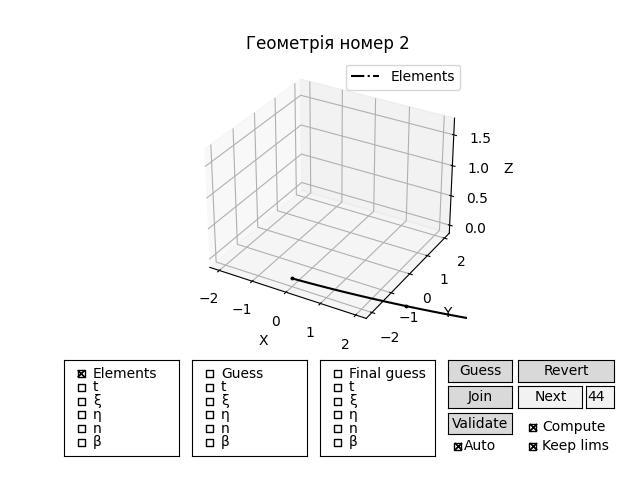 Геометрія номер 2
Elements
1.5
1.0 Z
0.5
0.0
2
1
0
Y
−1
−2
−2
−1
0
1
2
X
Elements
t
ξ
η
n
β
Guess
t
ξ
η
n
β
Final guess
t
ξ
η
n
β
Guess Revert
Join Next 44
Validate Compute
Auto Keep lims